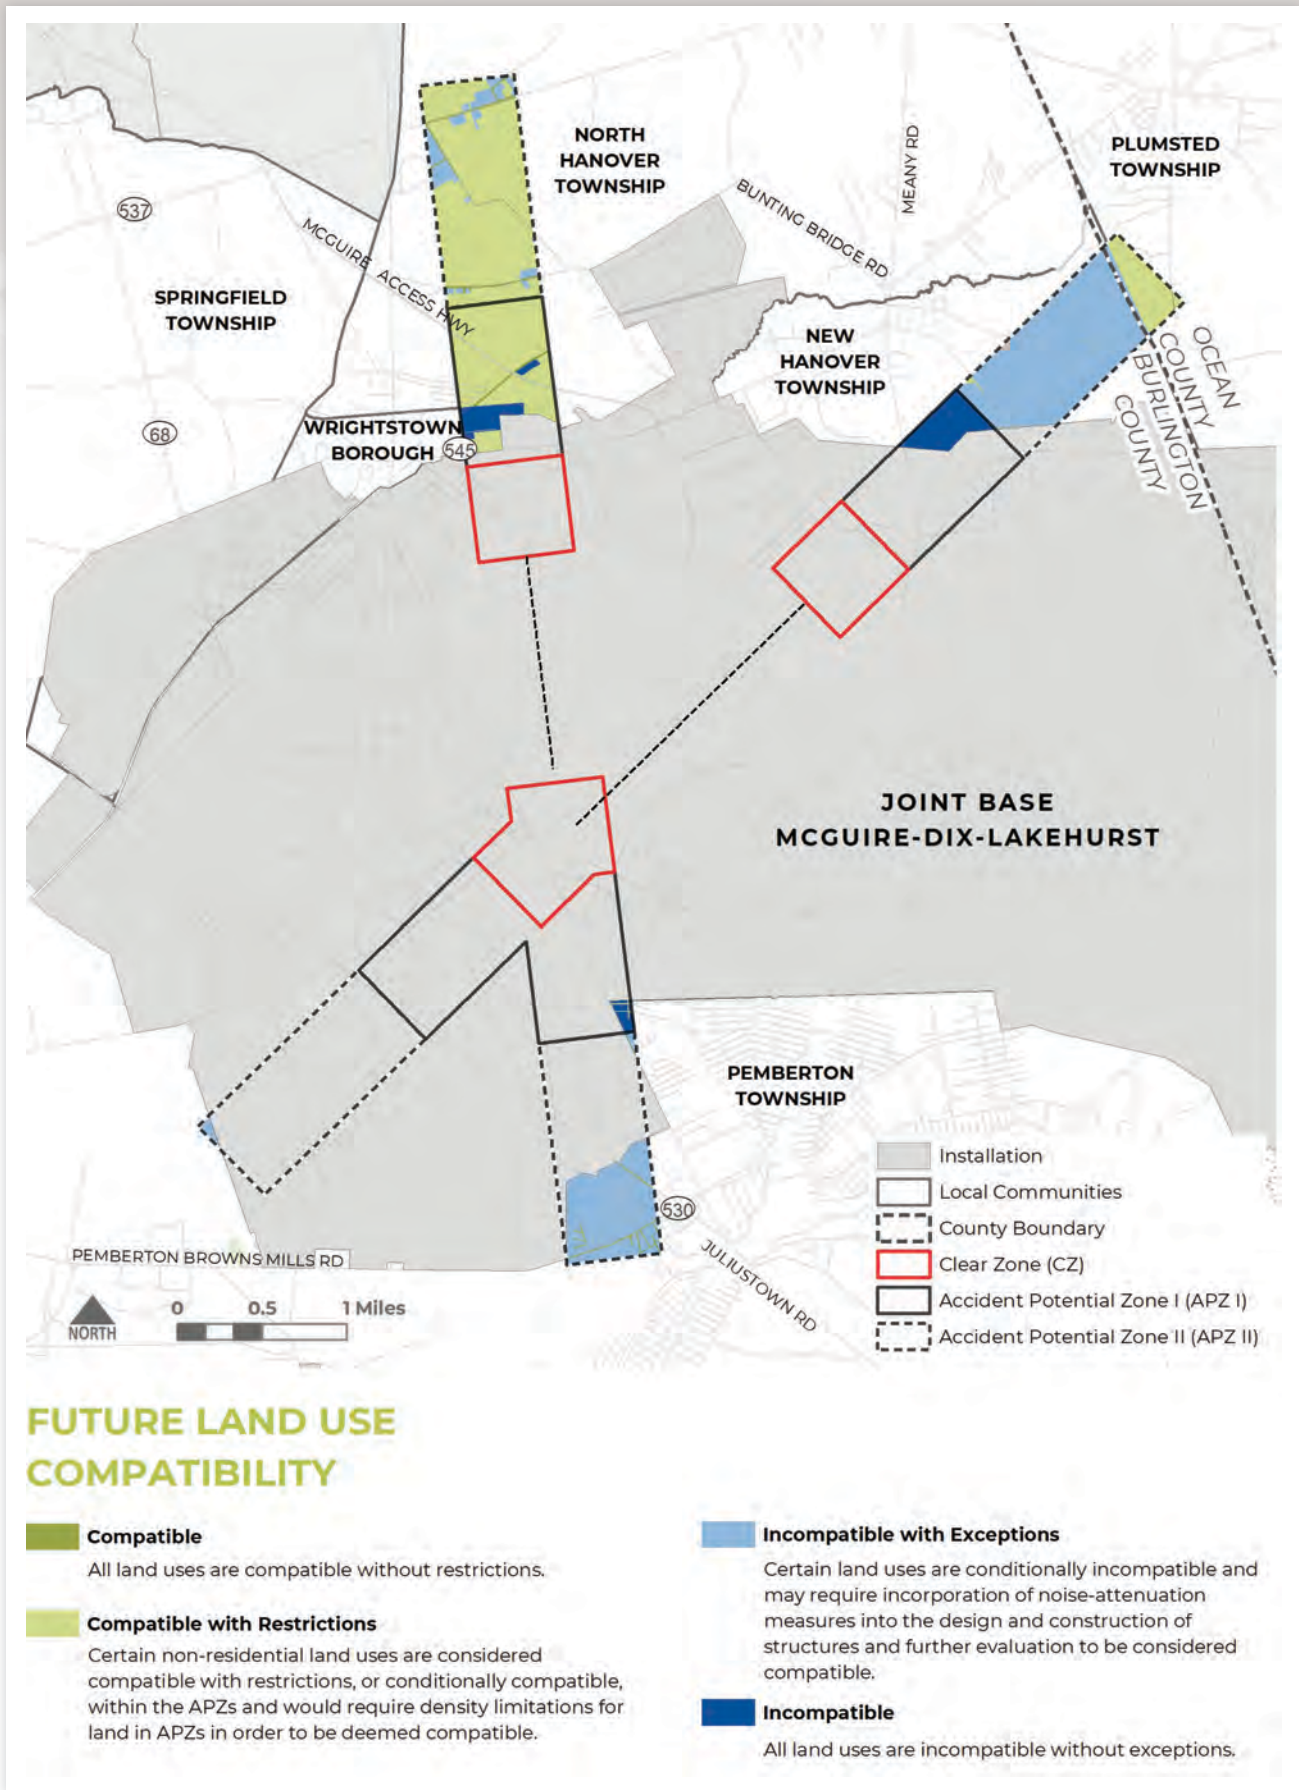 NORTH
HANOVER
TOWNSHIP
PLUMSTED
TOWNSHIP
MEANY RD
BUNTING BRIDGE RD
537
MCGUIRE ACCESS HWY
SPRINGFIELD
TOWNSHIP
NEW
HANOVER
TOWNSHIP
OCEAN
COUNTY
BURLINGTON
COUNTY
68
WRIGHTSTOWN
BOROUGH
545
JOINT BASE
MCGUIRE-DIX-LAKEHURST
PEMBERTON
TOWNSHIP
530
JULIUSTOWN RD
PEMBERTON BROWNS MILLS RD
NORTH
0 0.5 1 Miles
Installation
Local Communities
County Boundary
Clear Zone (CZ)
Accident Potential Zone I (APZ I)
Accident Potential Zone II (APZ II)
FUTURE LAND USE
COMPATIBILITY
Compatible
All land uses are compatible without restrictions.
Compatible with Restrictions
Certain non-residential land uses are considered
compatible with restrictions, or conditionally compatible,
within the APZs and would require density limitations for
land in APZs in order to be deemed compatible.
Incompatible with Exceptions
Certain land uses are conditionally incompatible and
may require incorporation of noise-attenuation
measures into the design and construction of
structures and further evaluation to be considered
compatible.
Incompatible
All land uses are incompatible without exceptions.